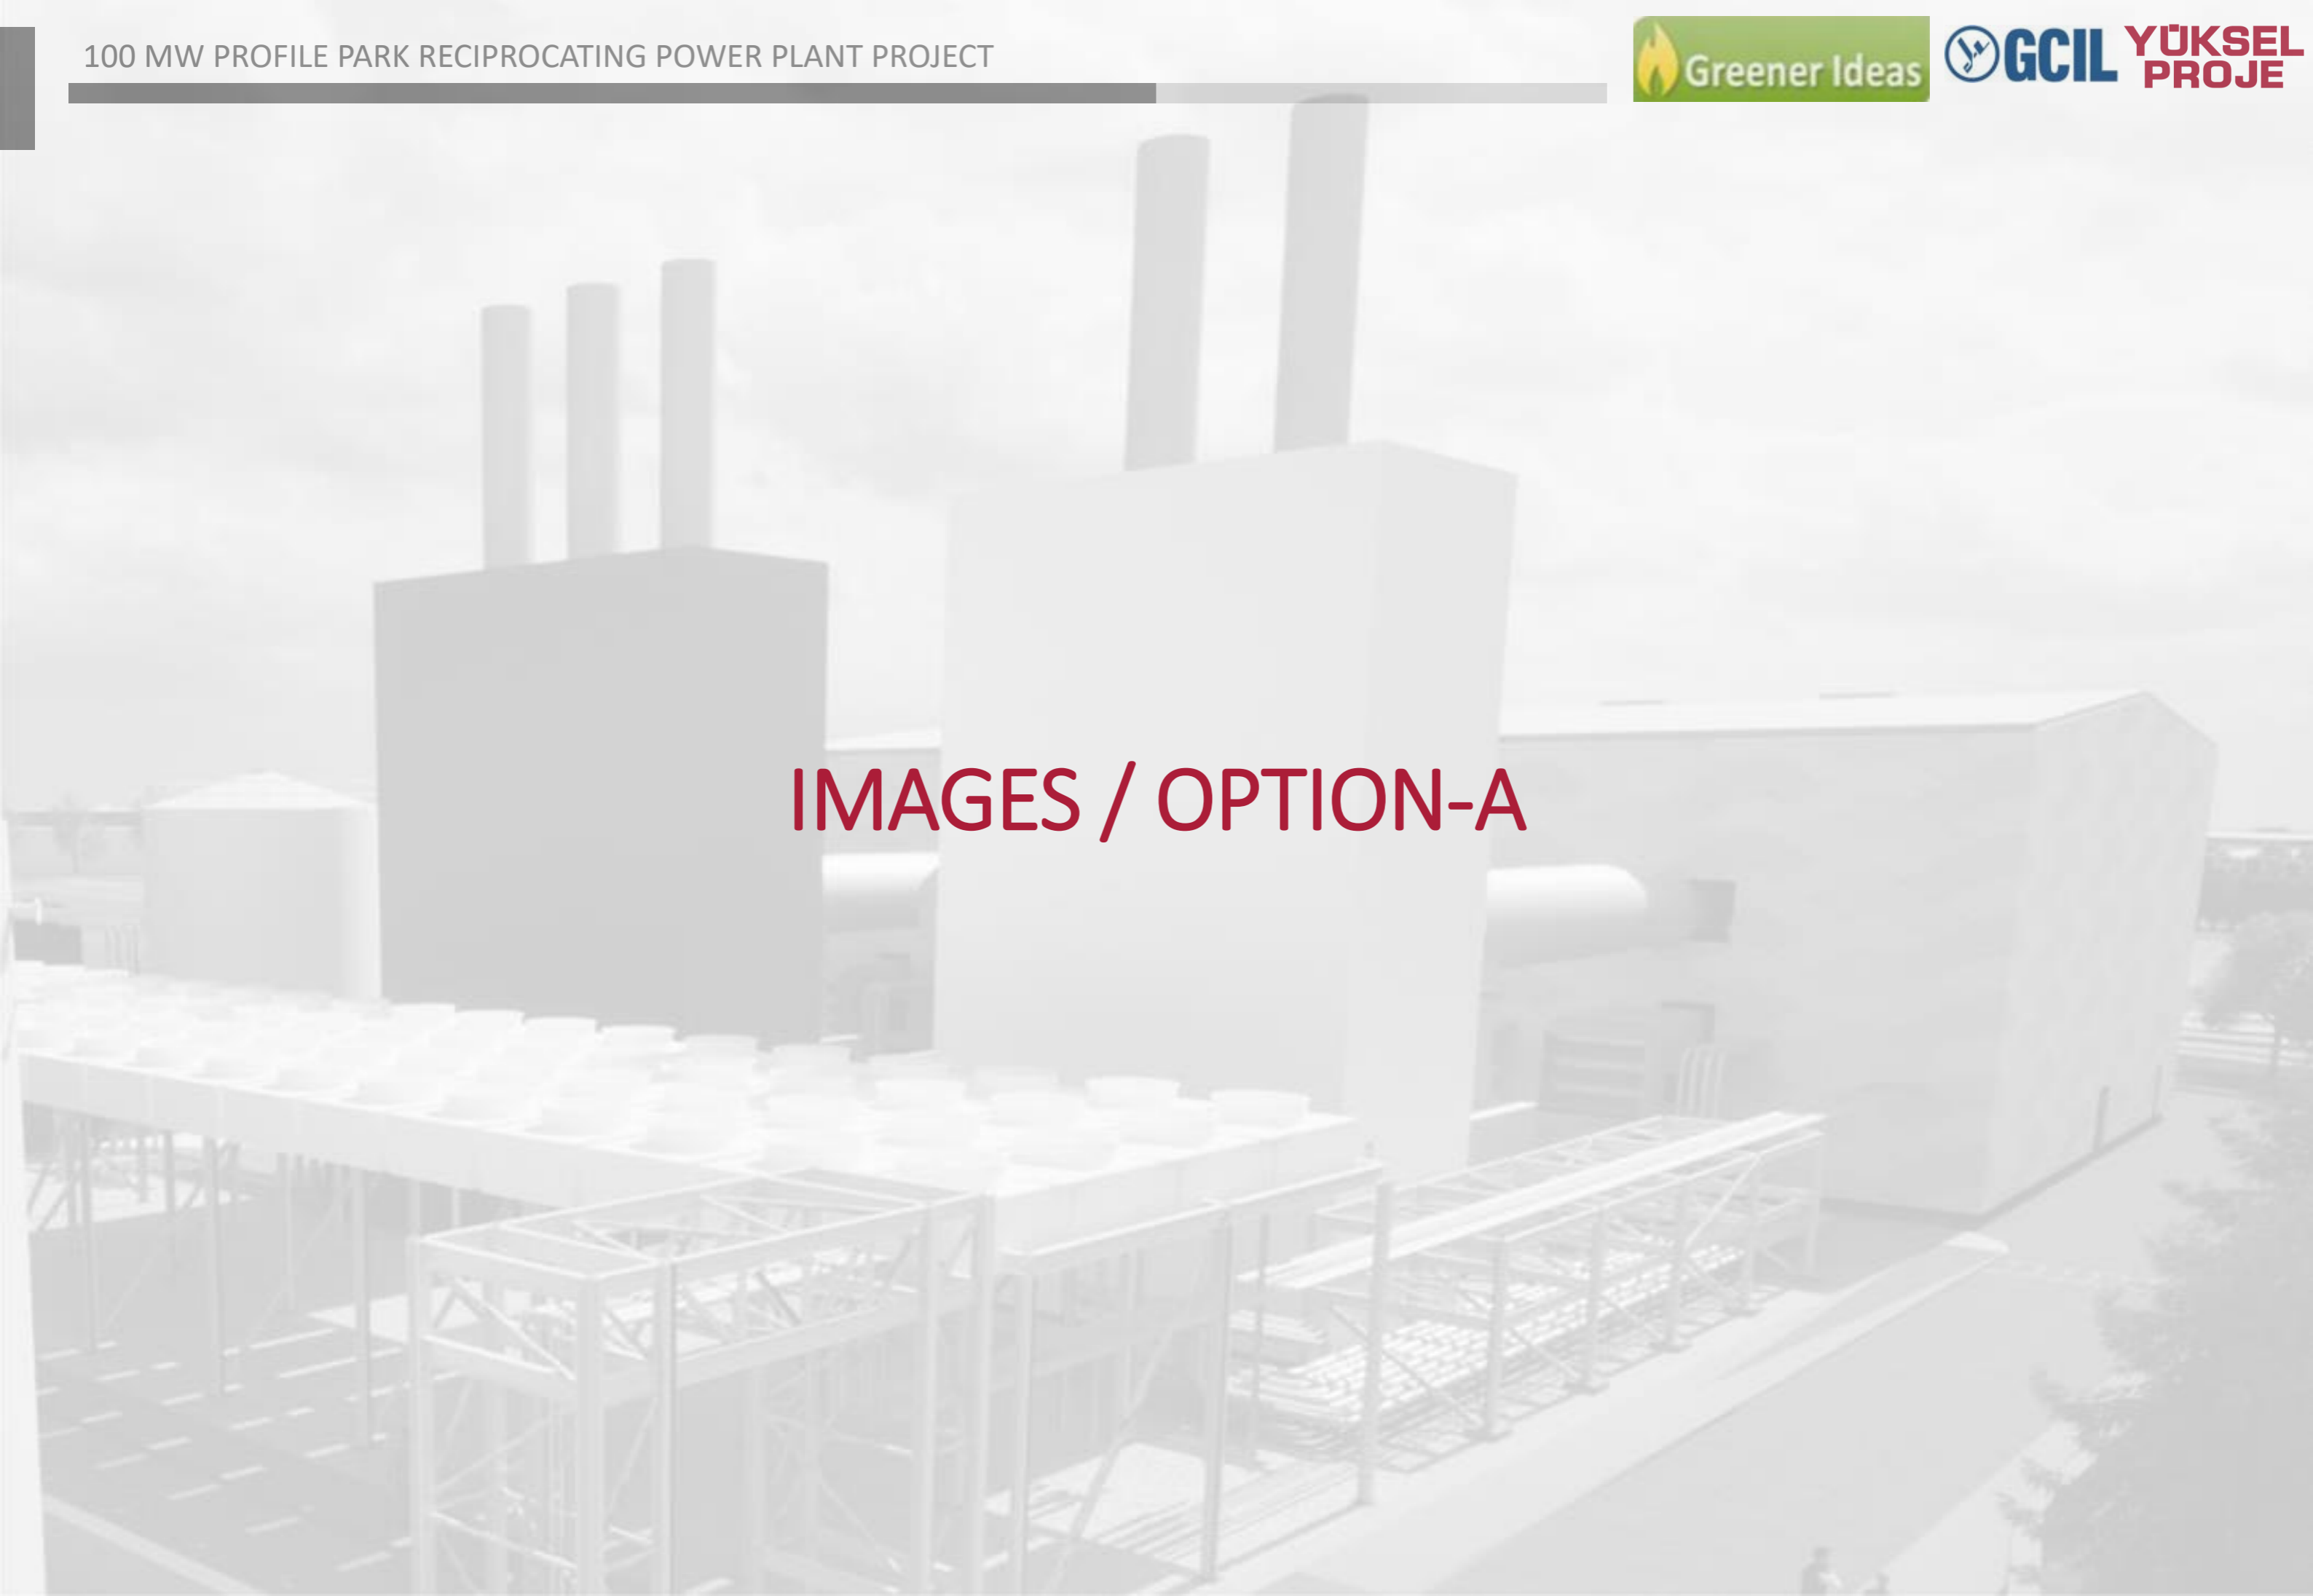 100 MW PROFILE PARK RECIPROCATING POWER PLANT PROJECT
Greener Ideas
GCIL
YÜKSEL
PROJE
IMAGES / OPTION-A